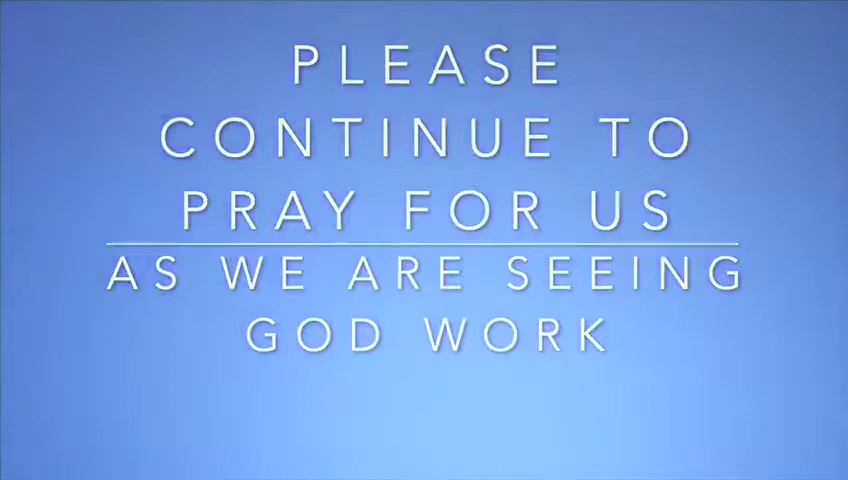 PLEASE
CONTINUE TO
PRAY FOR US
AS WE ARE SEEING
GOD WORK